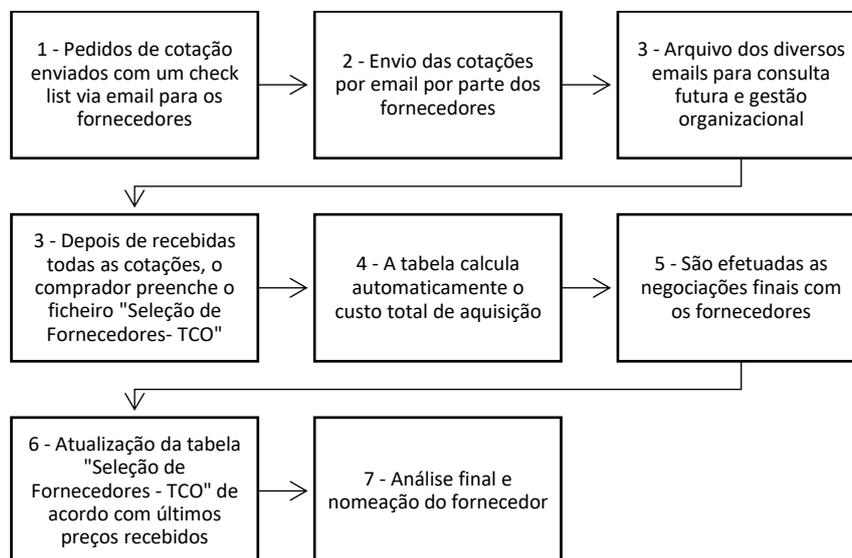 1 - Pedidos de cotação
enviados com um check
list via email para os
fornecedores
2 - Envio das cotações
por email por parte dos
fornecedores
3 - Arquivo dos diversos
emails para consulta
futura e gestão
organizacional
3 - Depois de recebidas
todas as cotações, o
comprador preenche o
ficheiro "Seleção de
Fornecedores- TCO"
4 - A tabela calcula
automaticamente o
custo total de aquisição
5 - São efetuadas as
negociações finais com
os fornecedores
6 - Atualização da tabela
"Seleção de
Fornecedores - TCO" de
acordo com últimos
preços recebidos
7 - Análise final e
nomeação do fornecedor